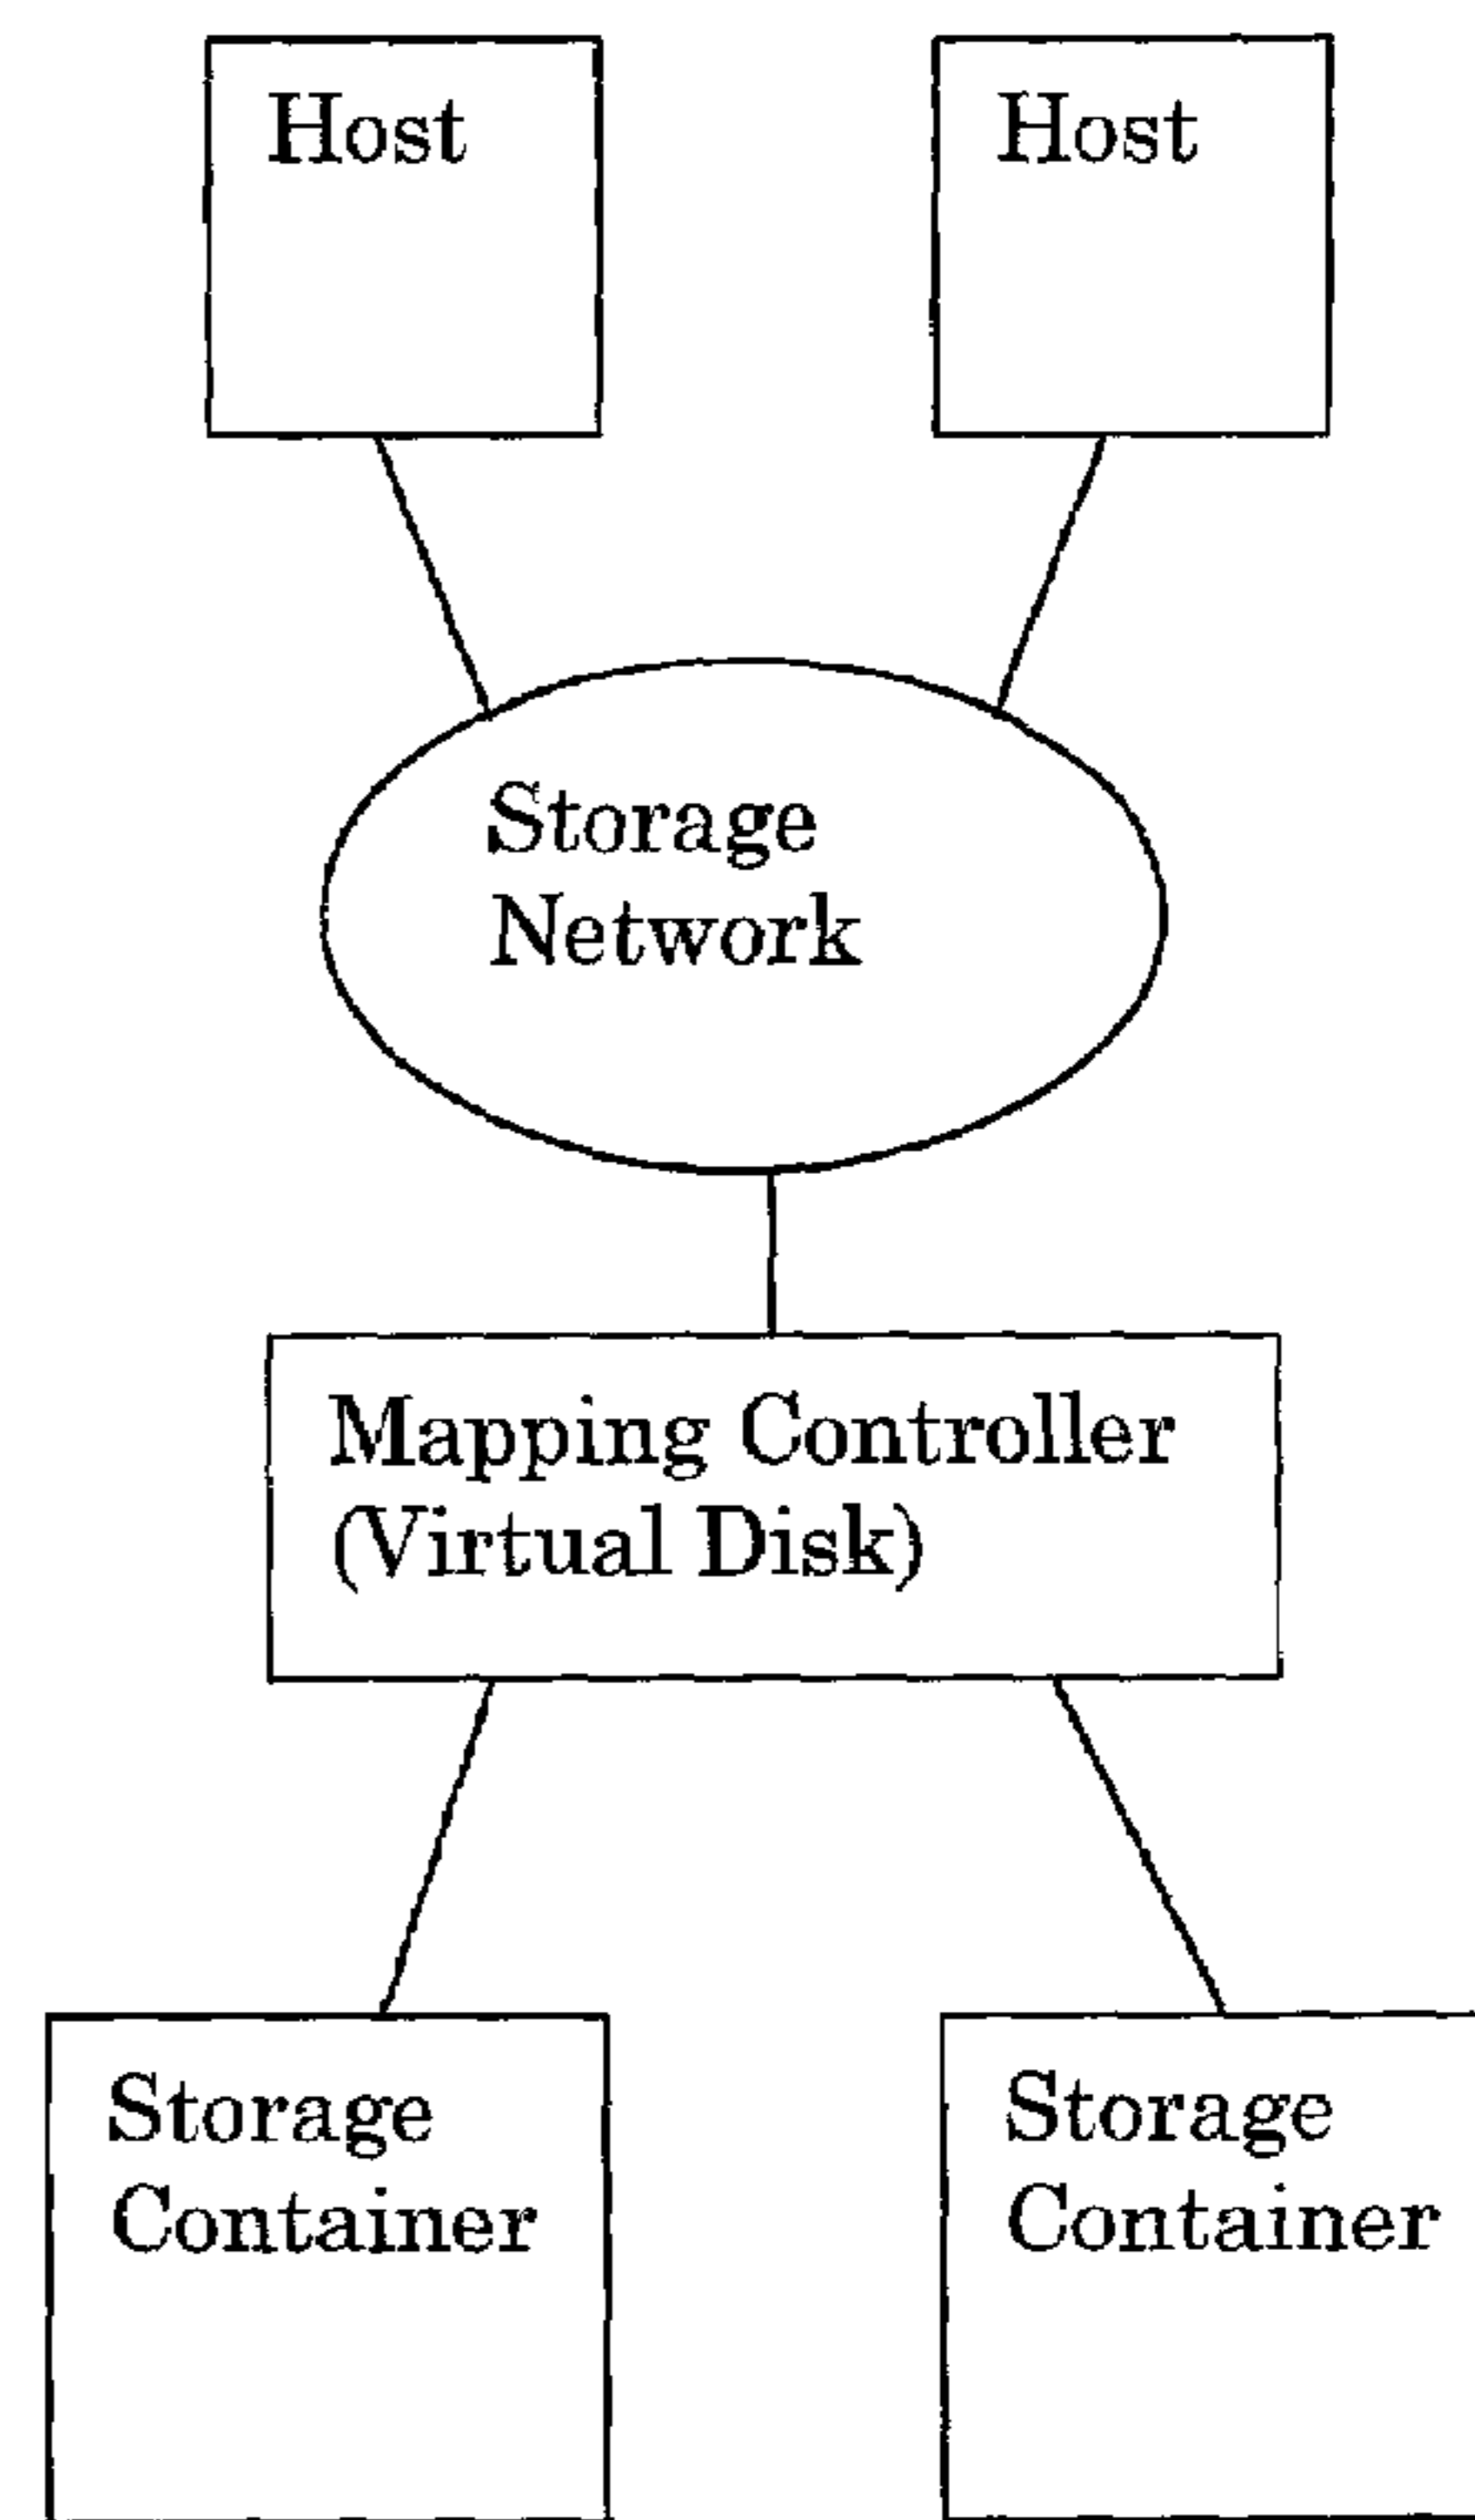 Host
Host
Storage
Network
Mapping Controller
(Virtual Disk)
Storage
Container
Storage
Container